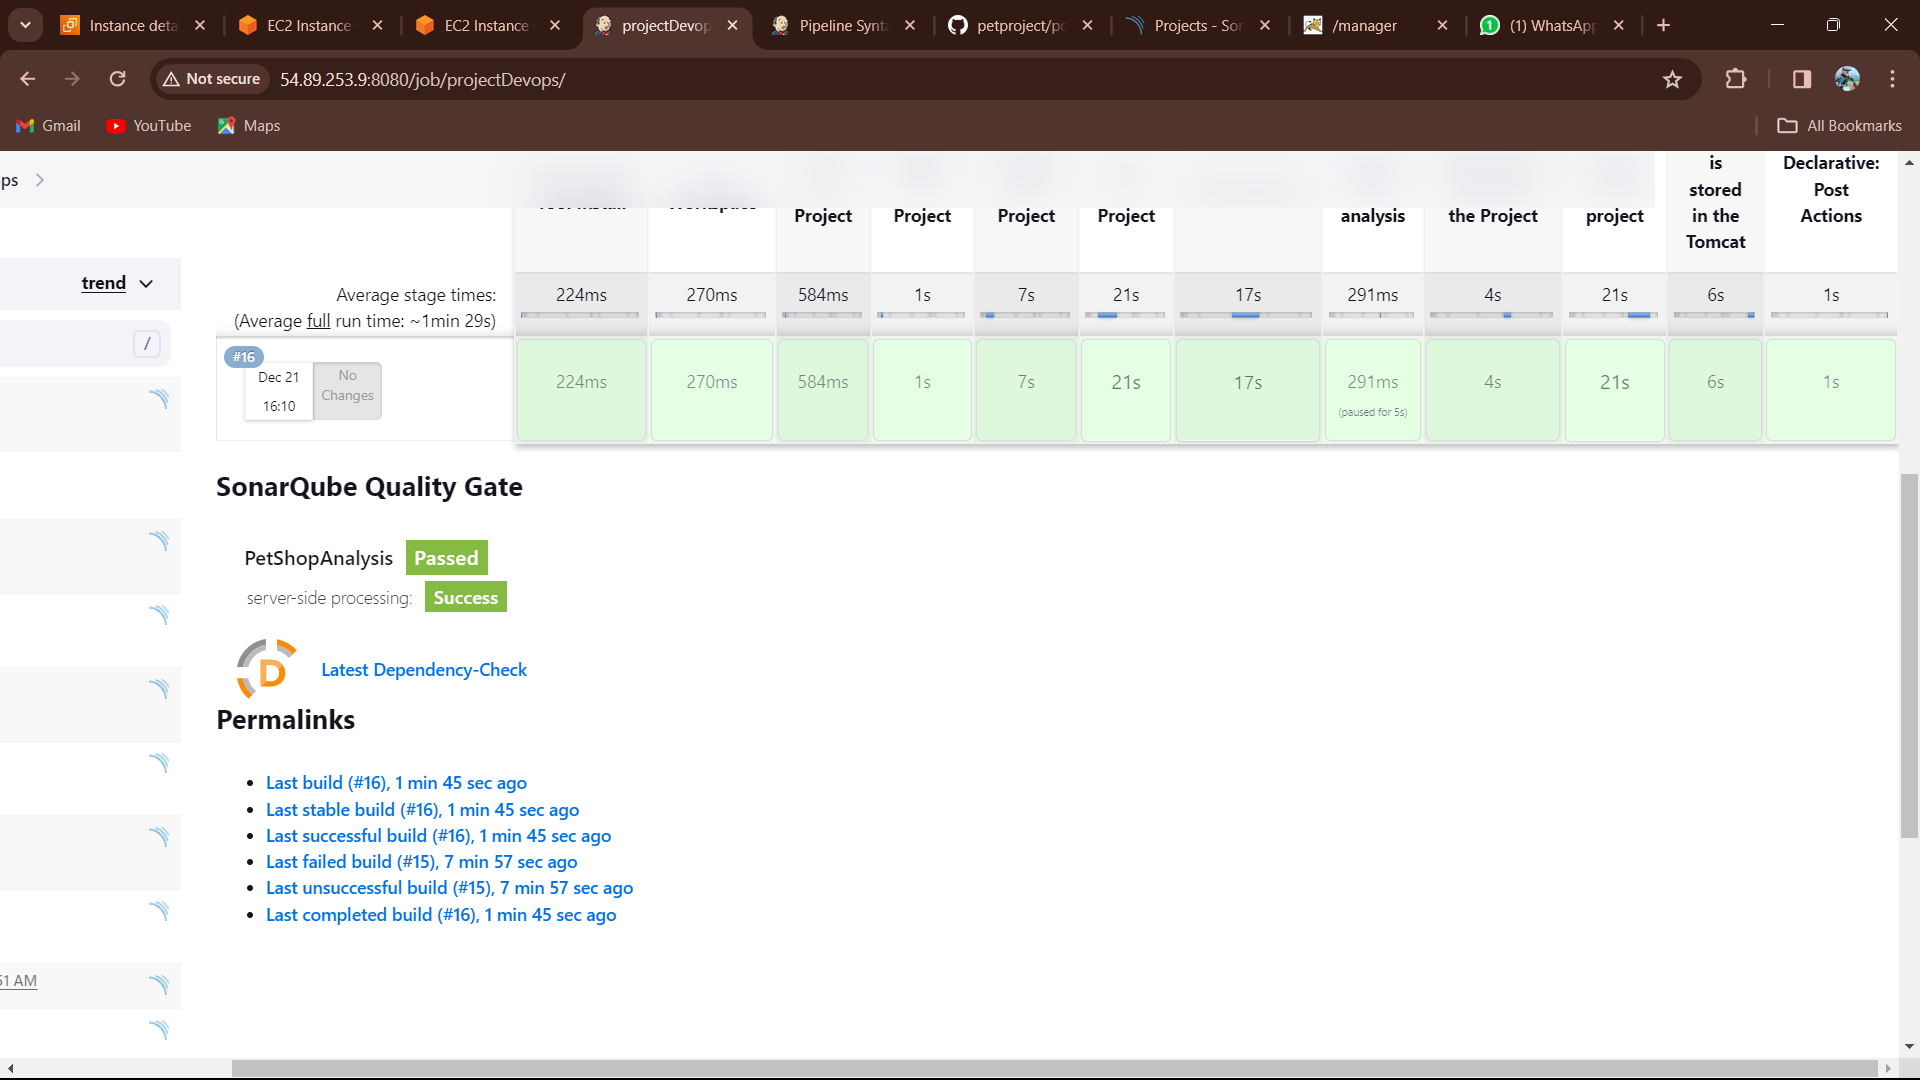 Instance deta
EC2 Instance
EC2 Instance
projectDevop
Pipeline Synta
petproject/pe
Projects - Son
/manager
(1) WhatsApp
Not secure
54.89.253.9:8080/job/projectDevops/
Gmail
YouTube
Maps
All Bookmarks
ps
trend
/
51 AM
Project
Project
Project
Project
analysis
the Project
project
is
stored
in the
Tomcat
Declarative:
Post
Actions
Average stage times:
(Average full run time: ~1min 29s)
224ms
270ms
584ms
1s
7s
21s
17s
291ms
4s
21s
6s
1s
#16
Dec 21
16:10
No
Changes
224ms
270ms
584ms
1s
7s
21s
17s
291ms
(paused for 5s)
4s
21s
6s
1s
SonarQube Quality Gate
PetShopAnalysis Passed
server-side processing: Success
D
Latest Dependency-Check
Permalinks
Last build (#16), 1 min 45 sec ago
Last stable build (#16), 1 min 45 sec ago
Last successful build (#16), 1 min 45 sec ago
Last failed build (#15), 7 min 57 sec ago
Last unsuccessful build (#15), 7 min 57 sec ago
Last completed build (#16), 1 min 45 sec ago